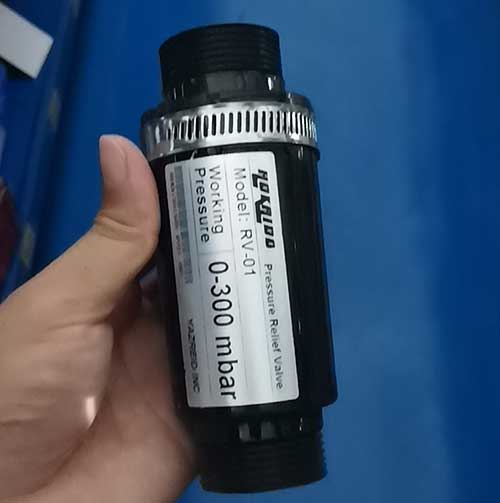 Pressure Relief Valve
Model: RV-01
Working Pressure
0-300 mbar